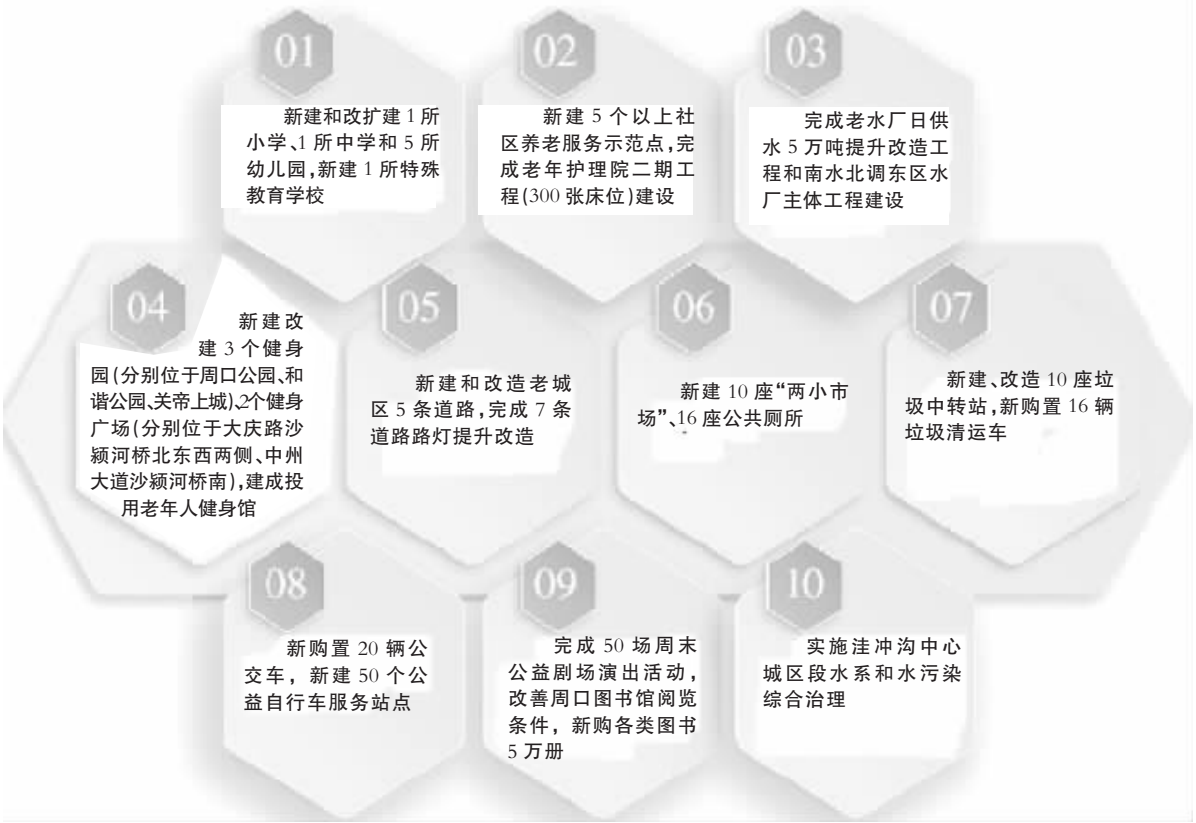 01
新建和改扩建1所
小学、1所中学和5所
幼儿园,新建1所特殊
教育学校
02
新建5个以上社
区养老服务示范点,完
成老年护理院二期工
程(300张床位)建设
03
完成老水厂日供
水5万吨提升改造工
程和南水北调东区水
厂主体工程建设
04
新建改
建3个健身
园(分别位于周口公园、和
谐公园、关帝上城)、2个健身
广场(分别位于大庆路沙
颍河桥北东西两侧、中州
大道沙颍河桥南),建成投
用老年人健身馆
05
新建和改造老城
区5条道路,完成7条
道路路灯提升改造
06
新建10座“两小市
场”、16座公共厕所
07
新建、改造10座垃
圾中转站,新购置16辆
垃圾清运车
08
新购置20辆公
交车，新建50个公
益自行车服务站点
09
完成50场周末
公益剧场演出活动，
改善周口图书馆阅览
条件，新购各类图书
5万册
10
实施洼冲沟中心
城区段水系和水污染
综合治理